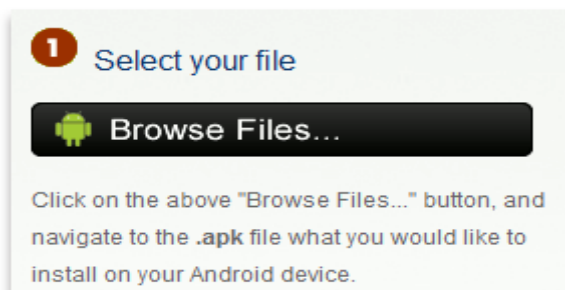 1
Select your file
Browse Files...
Click on the above "Browse Files..." button, and
navigate to the .apk file what you would like to
install on your Android device.